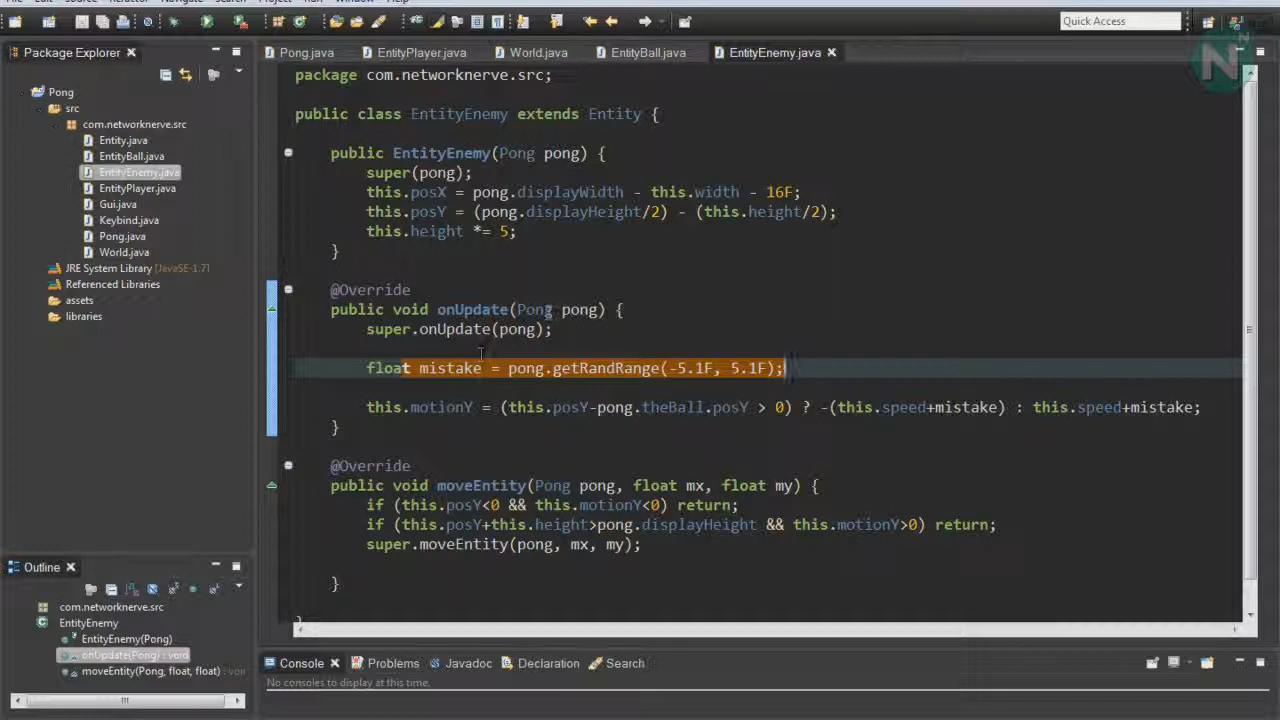 Quick Access
Package Explorer
Pong.java
EntityPlayer.java
World.java
EntityBall.java
EntityEnemy.java
Pong
src
com.networknerve.src
Entity.java
EntityBall.java
EntityEnemy.java
EntityPlayer.java
Gui.java
Keybind.java
Pong.java
World.java
JRE System Library [JavaSE-1.7]
Referenced Libraries
assets
libraries
package com.networknerve.src;
public class EntityEnemy extends Entity {
public EntityEnemy(Pong pong) {
super(pong);
this.posX = pong.displayWidth - this.width - 16F;
this.posY = (pong.displayHeight/2) - (this.height/2);
this.height *= 5;
}
@Override
public void onUpdate(Pong pong) {
super.onUpdate(pong);
float mistake = pong.getRandRange(-5.1F, 5.1F);
this.motionY = (this.posY-pong.theBall.posY > 0) ? -(this.speed+mistake) : this.speed+mistake;
}
@Override
public void moveEntity(Pong pong, float mx, float my) {
if (this.posY<0 && this.motionY<0) return;
if (this.posY+this.height>pong.displayHeight && this.motionY>0) return;
super.moveEntity(pong, mx, my);
}
Outline
com.networknerve.src
EntityEnemy
EntityEnemy(Pong)
onUpdate(Pong) : void
moveEntity(Pong, float, float) : void
Console
Problems
Javadoc
Declaration
Search
No consoles to display at this time.